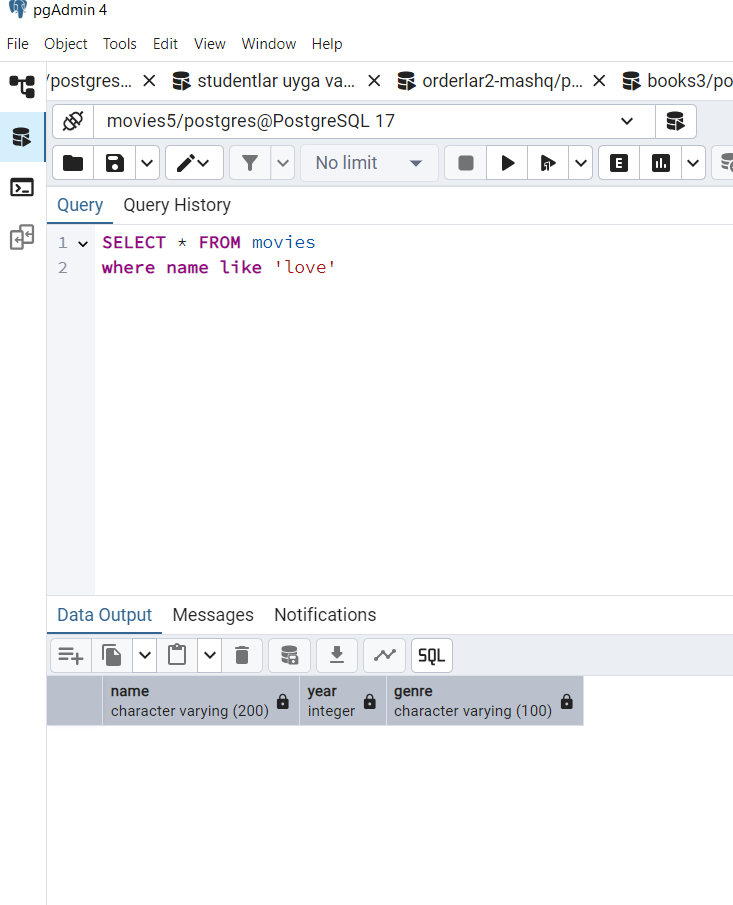 pgAdmin 4
File Object Tools Edit View Window Help
/postgres... studentlar uyga va... orderlar2-mashq/p... books3/po
movies5/postgres@PostgreSQL 17
No limit E
Query Query History
1 SELECT * FROM movies
2 where name like 'love'
Data Output Messages Notifications
SQL
name year genre
character varying (200) integer character varying (100)